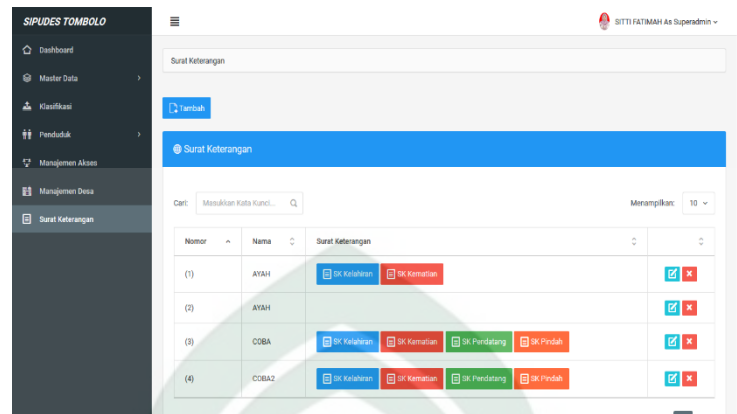 SIPUDES TOMBOLO
SITTI FATIMAH As Superadmin
Dashboard
Master Data
Klasifikasi
Penduduk
Manajemen Akses
Manajemen Desa
Surat Keterangan
Surat Keterangan
Tambah
Surat Keterangan
Cari: Masukkan Kata Kunci... Menampilkan: 10
Nomor Nama Surat Keterangan
(1) AYAH SK Kelahiran SK Kematian
(2) AYAH
(3) COBA SK Kelahiran SK Kematian SK Pendatang SK Pindah
(4) COBA2 SK Kelahiran SK Kematian SK Pendatang SK Pindah